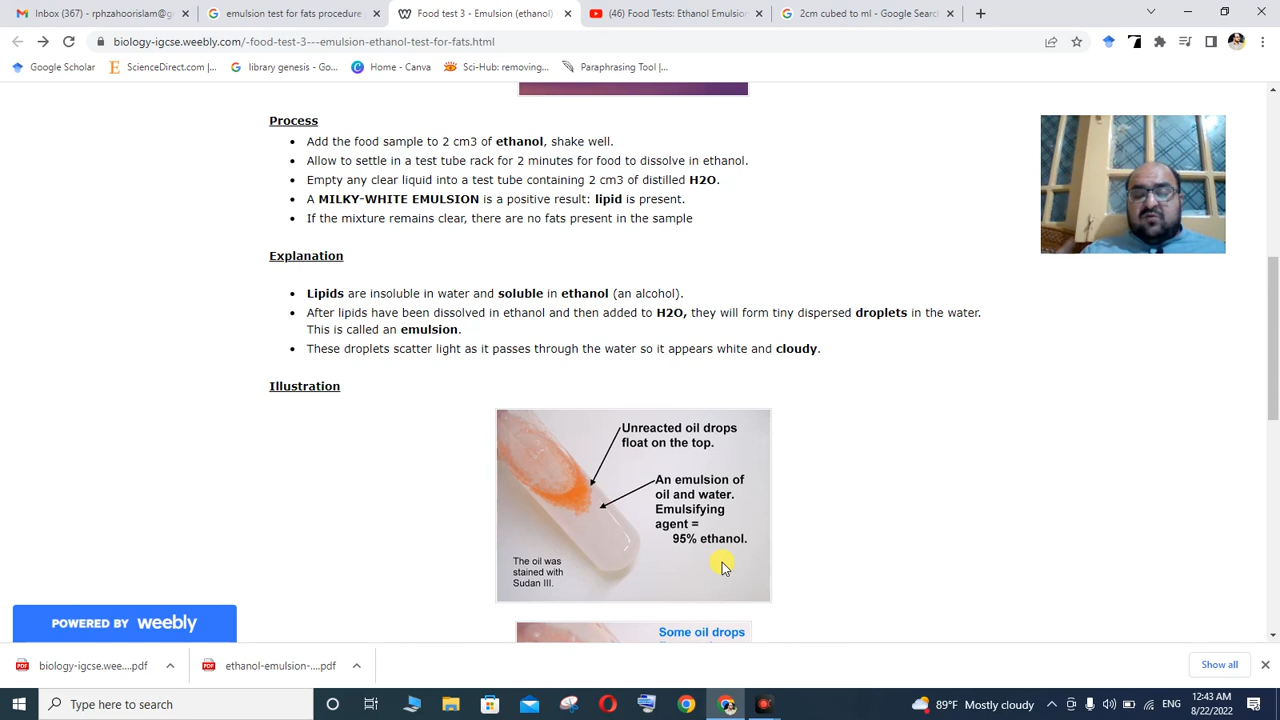 Inbox (367) - rphzahoorislam@g
emulsion test for fats procedure
Food test 3 - Emulsion (ethanol)
(46) Food Tests: Ethanol Emulsion
2cm cubed to ml - Google Search
biology-igcse.weebly.com/-food-test-3---emulsion-ethanol-test-for-fats.html
Google Scholar
ScienceDirect.com |...
library genesis - Go...
Home - Canva
Sci-Hub: removing...
Paraphrasing Tool |...
Process
Add the food sample to 2 cm3 of ethanol, shake well.
Allow to settle in a test tube rack for 2 minutes for food to dissolve in ethanol.
Empty any clear liquid into a test tube containing 2 cm3 of distilled H2O.
A MILKY-WHITE EMULSION is a positive result: lipid is present.
If the mixture remains clear, there are no fats present in the sample
Explanation
Lipids are insoluble in water and soluble in ethanol (an alcohol).
After lipids have been dissolved in ethanol and then added to H2O, they will form tiny dispersed droplets in the water.
This is called an emulsion.
These droplets scatter light as it passes through the water so it appears white and cloudy.
Illustration
Unreacted oil drops
float on the top.
An emulsion of
oil and water.
Emulsifying
agent =
95% ethanol.
The oil was
stained with
Sudan III.
Some oil drops
POWERED BY weebly
biology-igcse.wee....pdf
ethanol-emulsion-....pdf
Show all
Type here to search
89°F Mostly cloudy
ENG
12:43 AM
8/22/2022